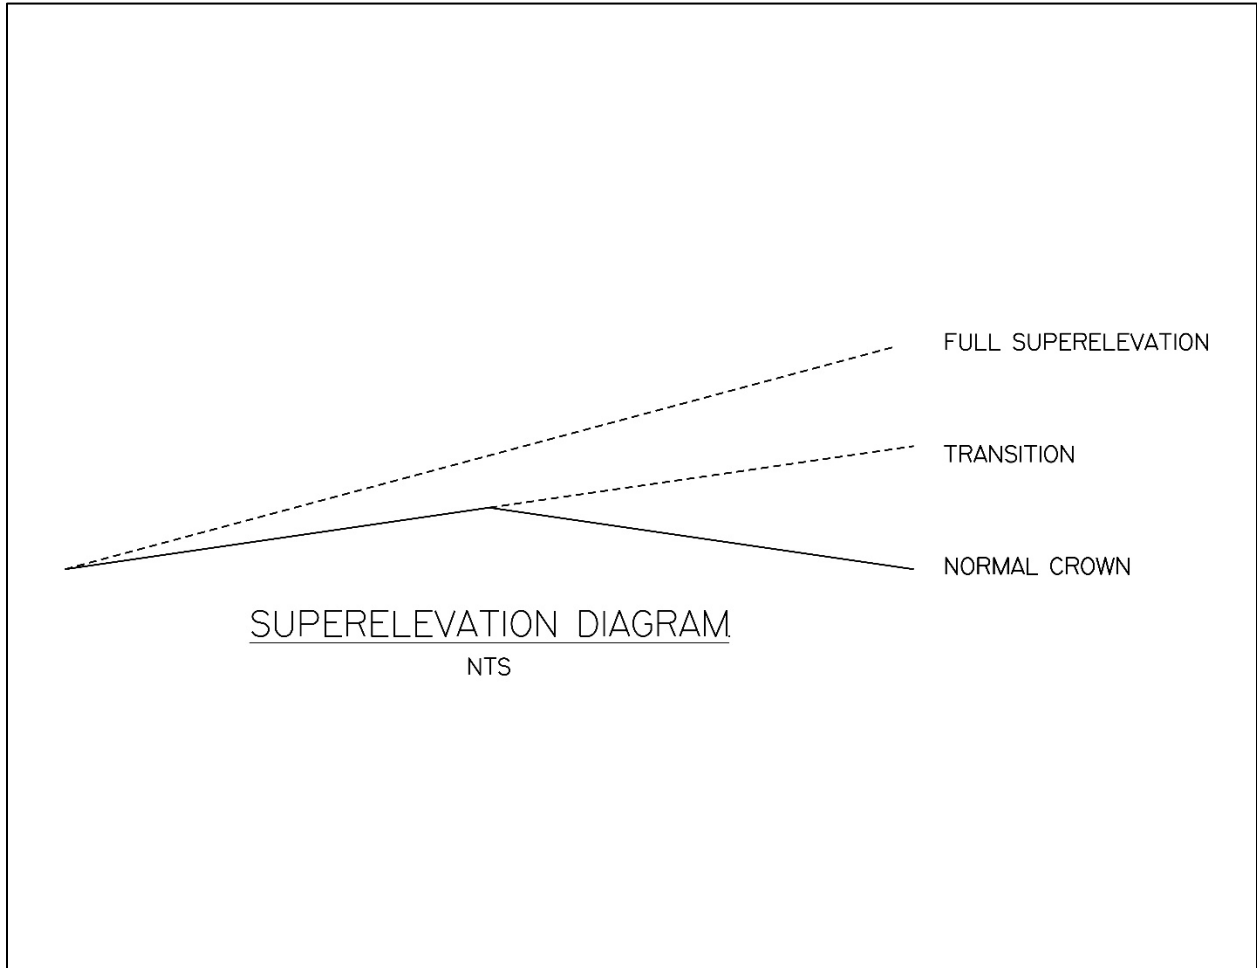 FULL SUPERELEVATION
TRANSITION
NORMAL CROWN
SUPERELEVATION DIAGRAM
NTS